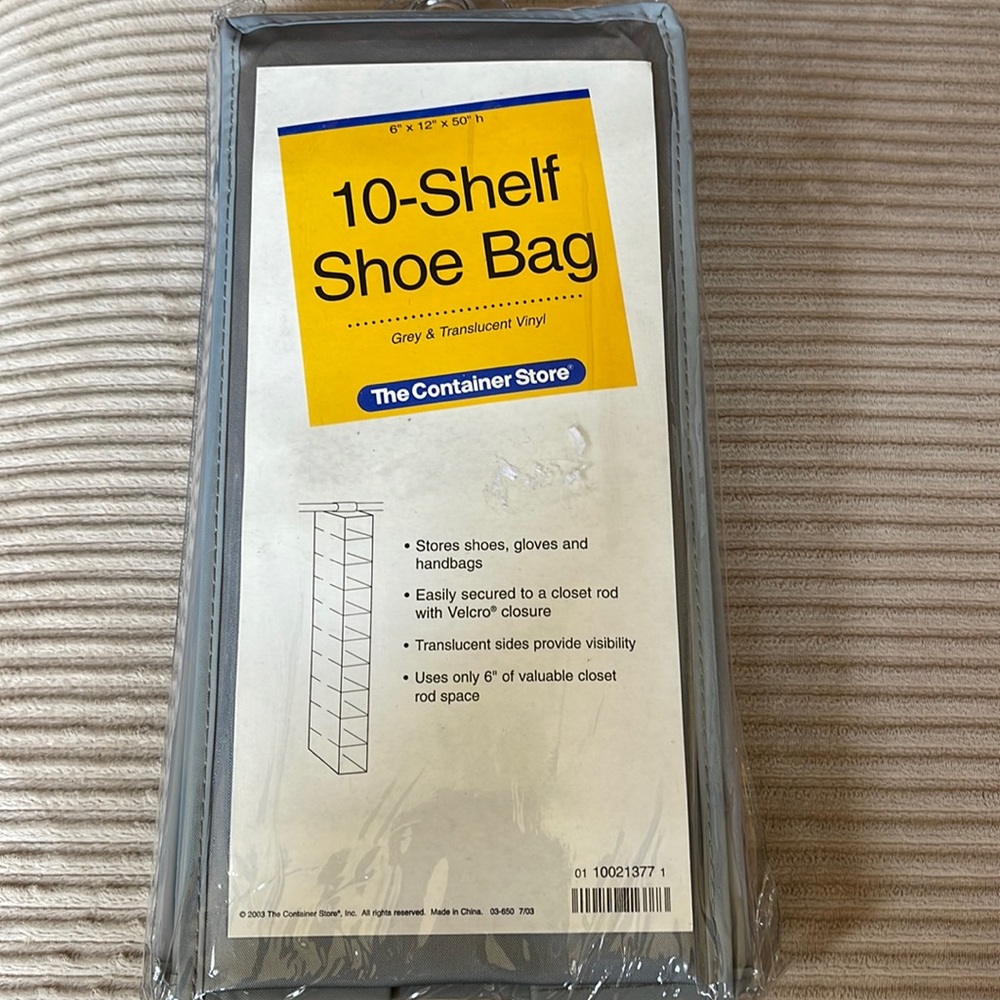 6" x 12" x 50" h
10-Shelf
Shoe Bag
Grey & Translucent Vinyl
The Container Store®
• Stores shoes, gloves and
handbags
• Easily secured to a closet rod
with Velcro® closure
• Translucent sides provide visibility
• Uses only 6" of valuable closet
rod space
01 10021377 1
© 2003 The Container Store®, Inc. All rights reserved. Made in China. 03-650 7/03